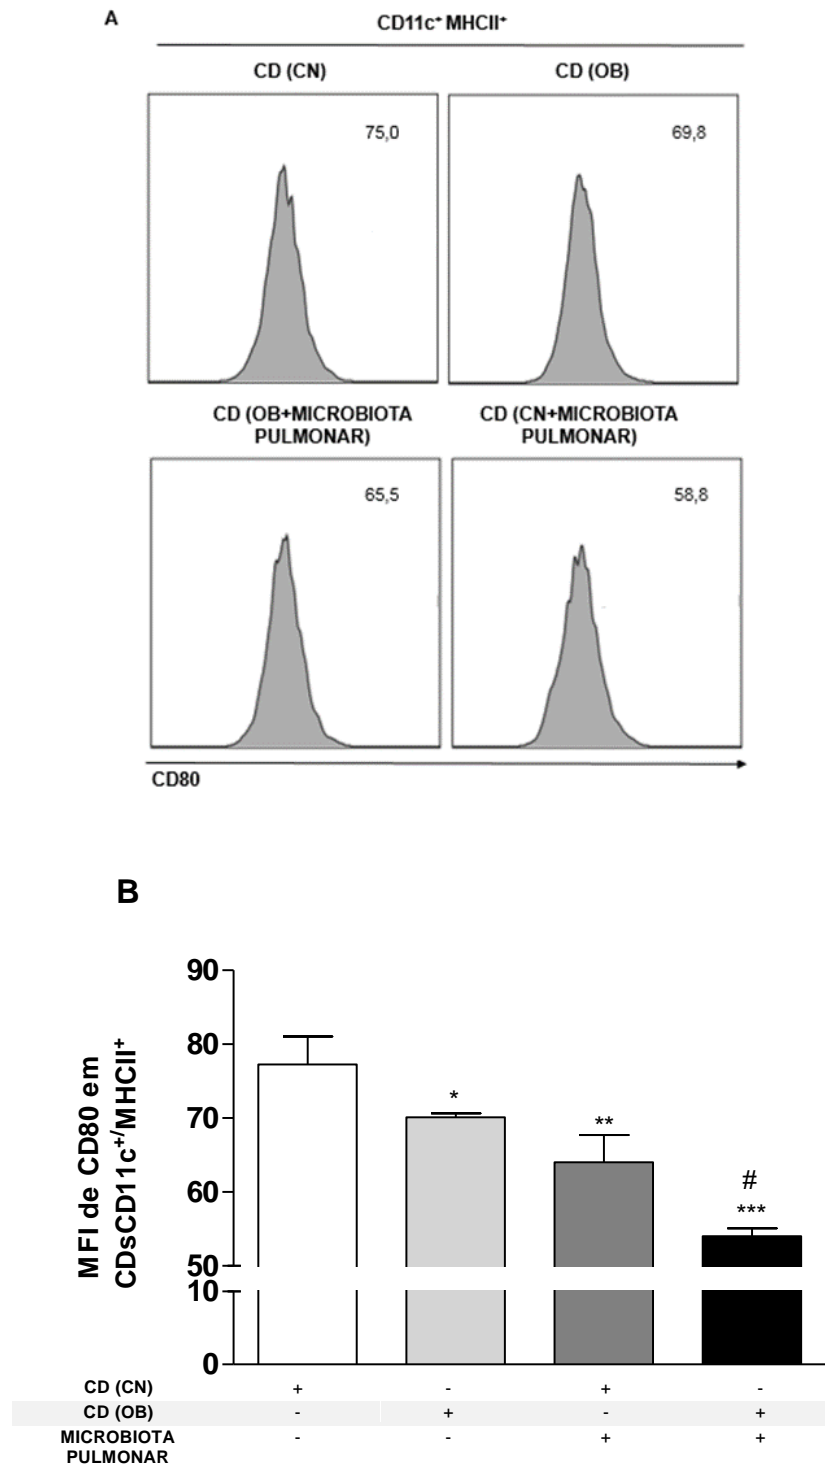 A
CD11c+ MHCII+
CD (CN) CD (OB)
75,0 69,8
CD (OB+MICROBIOTA PULMONAR) CD (CN+MICROBIOTA PULMONAR)
65,5 58,8
CD80
B
MFI de CD80 em
CDsCD11c+/MHCII+
90
80
70
60
50
10
0
*
**
#
***
CD (CN) + - + -
CD (OB) - + - +
MICROBIOTA
PULMONAR - - + +